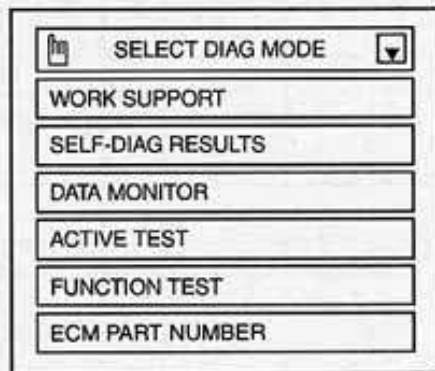 SELECT DIAG MODE
WORK SUPPORT
SELF-DIAG RESULTS
DATA MONITOR
ACTIVE TEST
FUNCTION TEST
ECM PART NUMBER